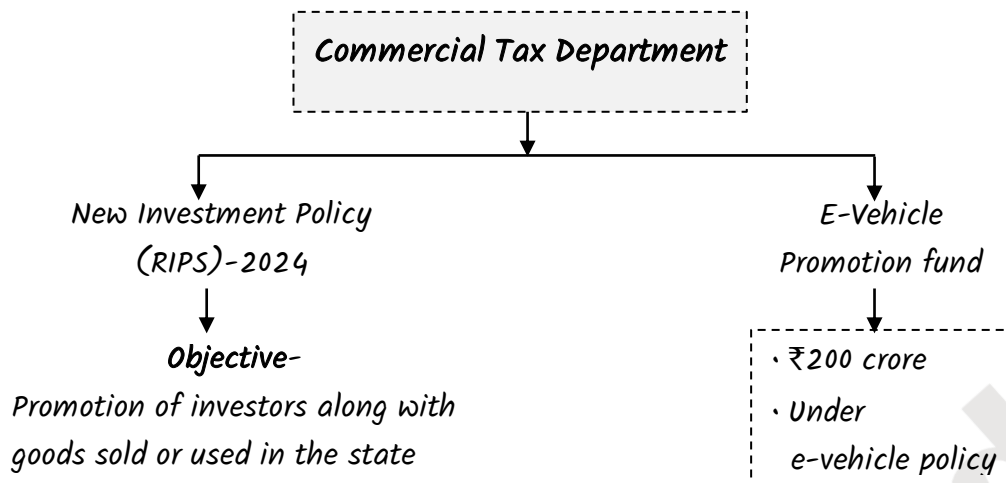 Commercial Tax Department
New Investment Policy
(RIPS)-2024
E-Vehicle
Promotion fund
Objective-
Promotion of investors along with
goods sold or used in the state
· ₹200 crore
· Under
e-vehicle policy